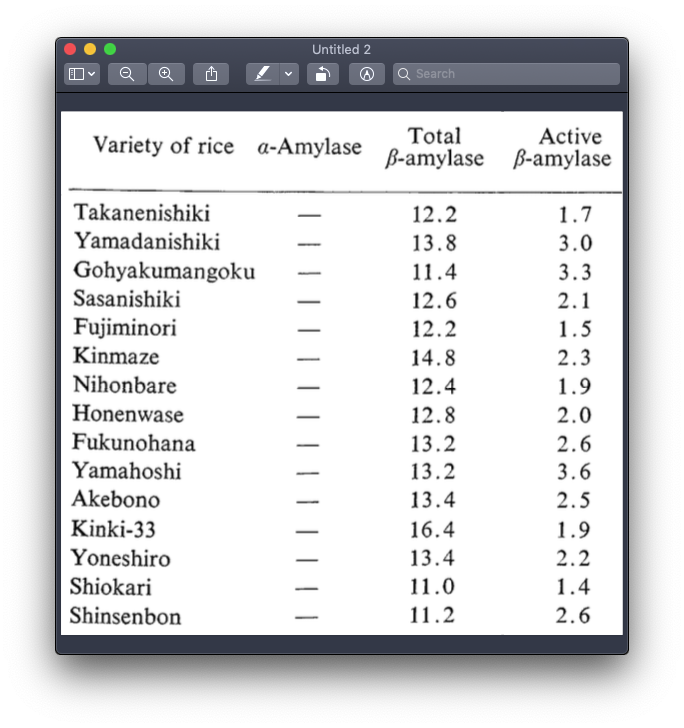 Untitled 2
Search
Variety of rice α-Amylase Total β-amylase Active β-amylase
Takanenishiki — 12.2 1.7
Yamadanishiki — 13.8 3.0
Gohyakumangoku — 11.4 3.3
Sasanishiki — 12.6 2.1
Fujiminori — 12.2 1.5
Kinmaze — 14.8 2.3
Nihonbare — 12.4 1.9
Honenwase — 12.8 2.0
Fukunohana — 13.2 2.6
Yamahoshi — 13.2 3.6
Akebono — 13.4 2.5
Kinki-33 — 16.4 1.9
Yoneshiro — 13.4 2.2
Shiokari — 11.0 1.4
Shinsenbon — 11.2 2.6